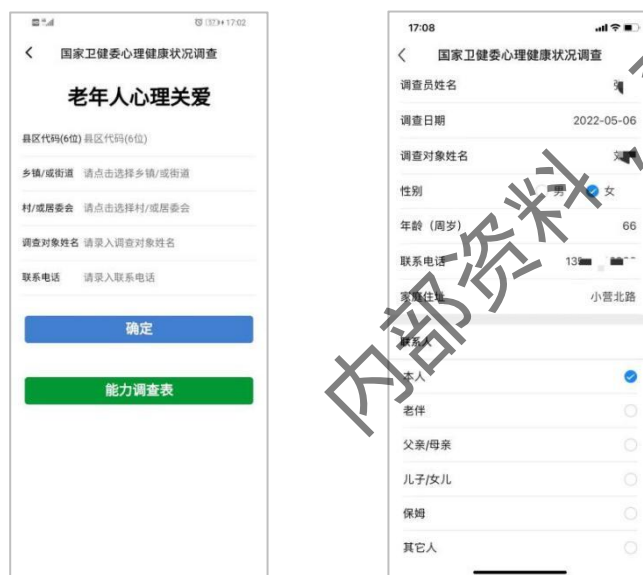 17:02
国家卫健委心理健康状况调查
老年人心理关爱
县区代码(6位) 县区代码(6位)
乡镇/或街道 请点击选择乡镇/或街道
村/或居委会 请点击选择村/或居委会
调查对象姓名 请录入调查对象姓名
联系电话 请录入联系电话
确定
能力调查表
17:08
国家卫健委心理健康状况调查
调查员姓名
调查日期 2022-05-06
调查对象姓名
性别 男 女
年龄（周岁） 66
联系电话
家庭住址 小营北路
联系人
本人
老伴
父亲/母亲
儿子/女儿
保姆
其它人
内部资料